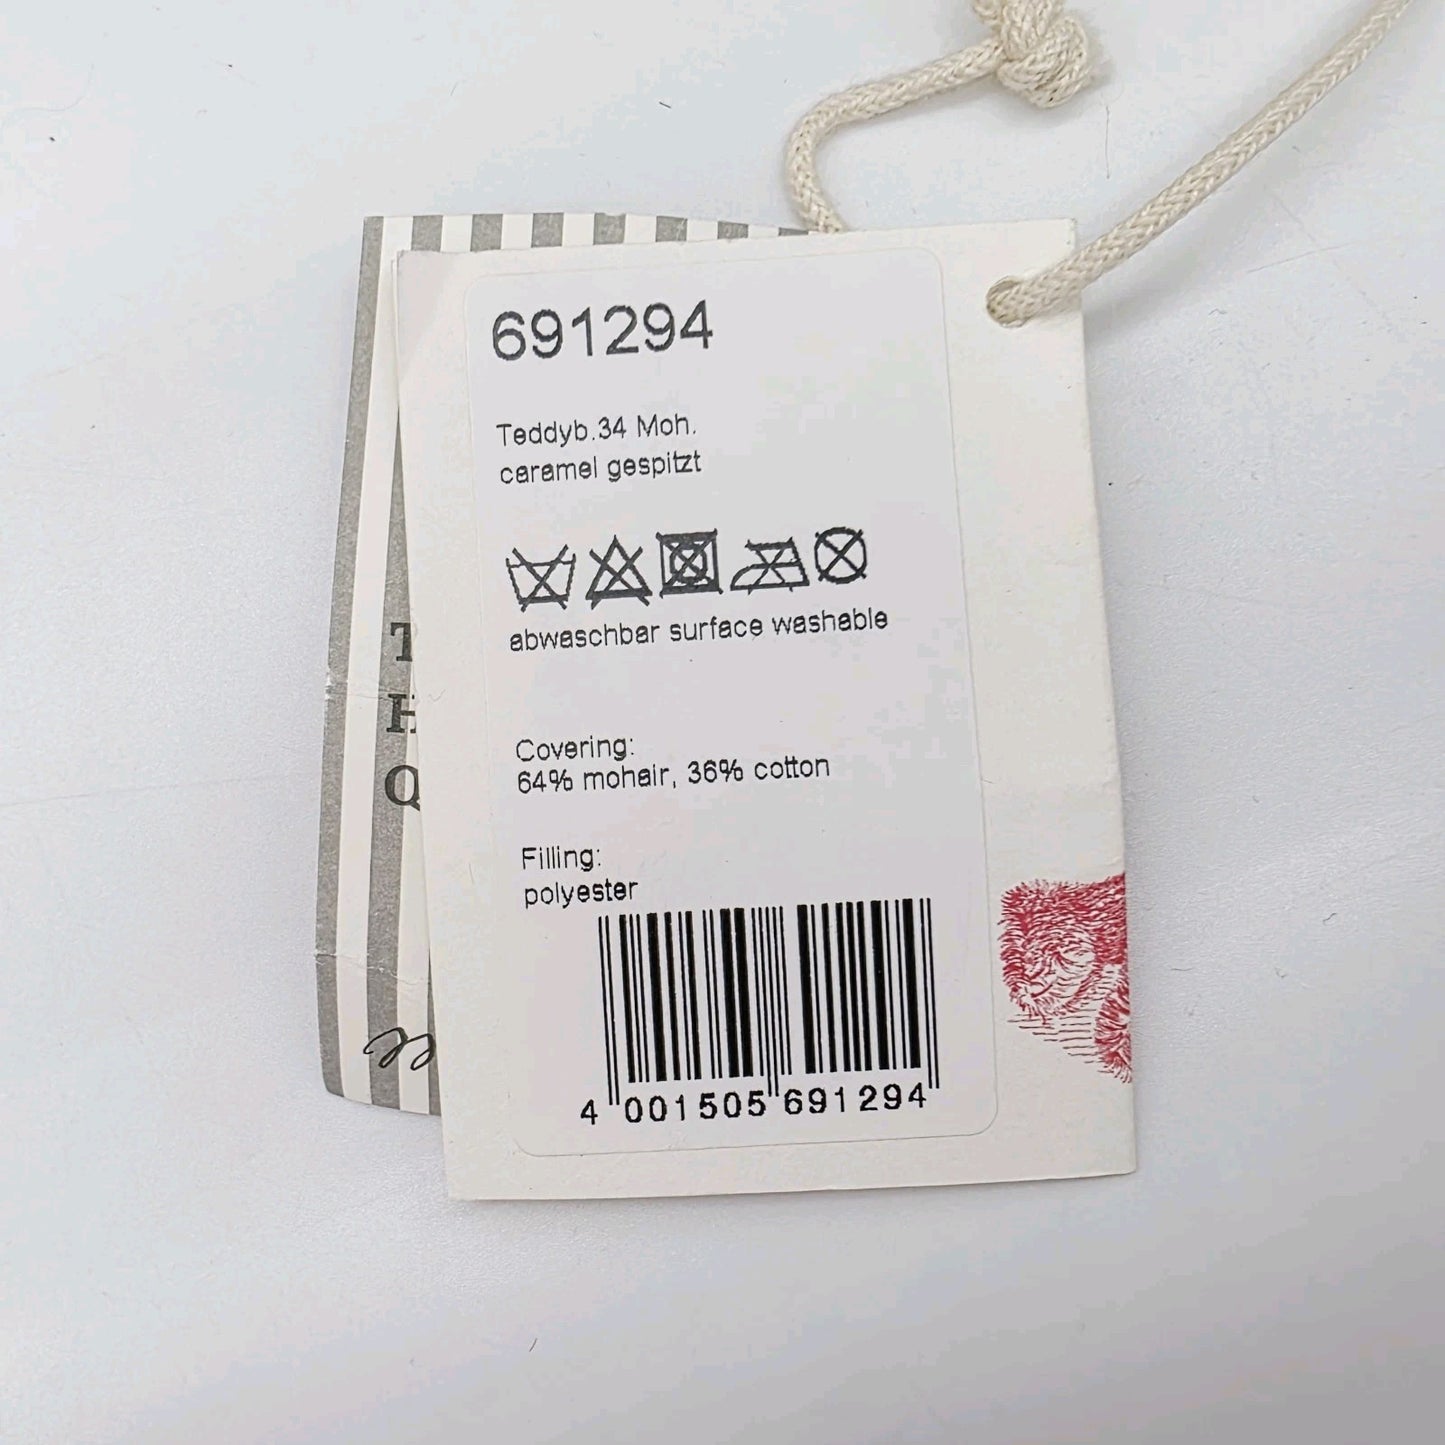 691294
Teddyb.34 Moh.
caramel gespitzt
abwaschbar surface washable
Covering:
64% mohair, 36% cotton
Filling:
polyester
4 001505 691294
T
H
Q